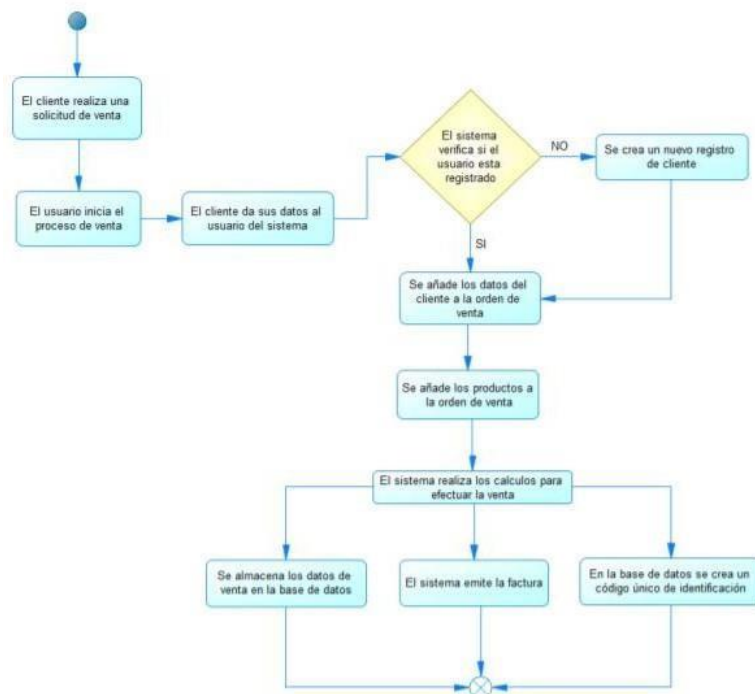 El cliente realiza una
solicitud de venta
El usuario inicia el
proceso de venta
El cliente da sus datos al
usuario del sistema
El sistema
verifica si el
usuario esta
registrado
NO
Se crea un nuevo registro
de cliente
SI
Se añade los datos del
cliente a la orden de
venta
Se añade los productos a
la orden de venta
El sistema realiza los calculos para
efectuar la venta
Se almacena los datos de
venta en la base de datos
El sistema emite la factura
En la base de datos se crea un
código único de identificación